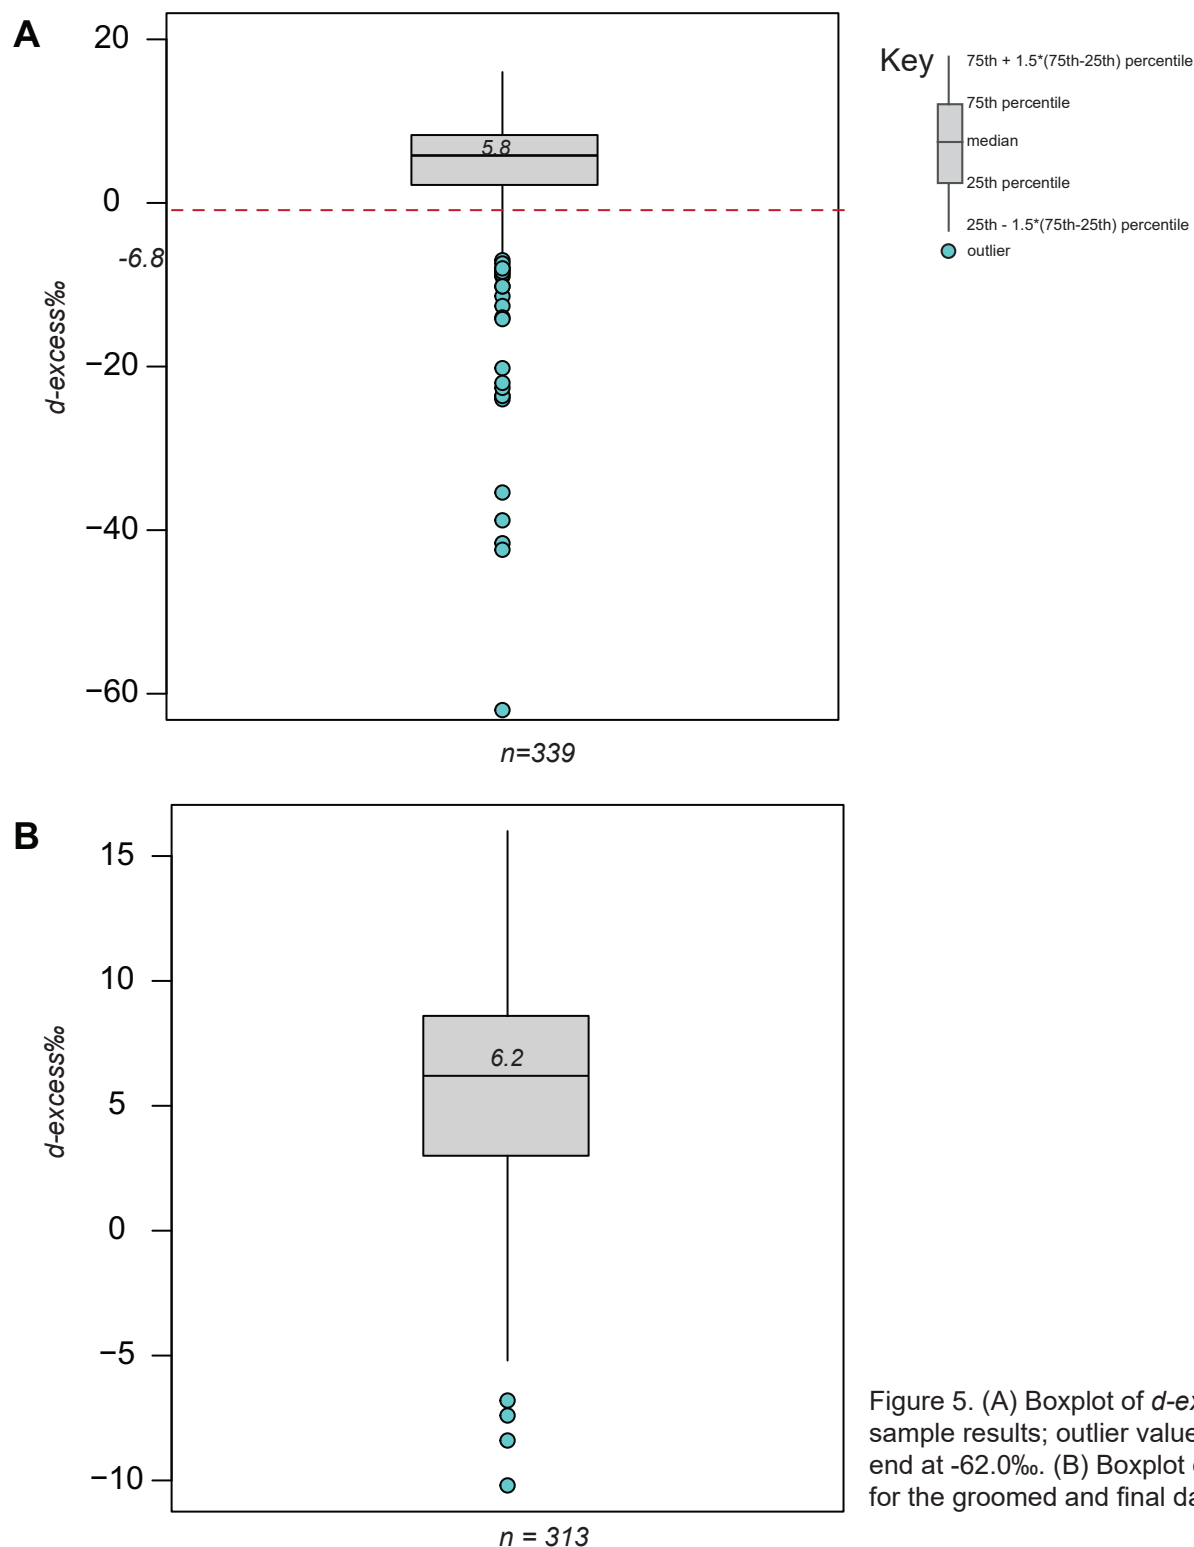 A
20
0
-6.8
−20
−40
−60
d-excess‰
5.8
n=339
Key
75th + 1.5*(75th-25th) percentile
75th percentile
median
25th percentile
25th - 1.5*(75th-25th) percentile
outlier
B
15
10
5
0
−5
−10
d-excess‰
6.2
n = 313
Figure 5. (A) Boxplot of
sample results; outlier
end at -62.0‰. (B) Boxplot
for the groomed and final